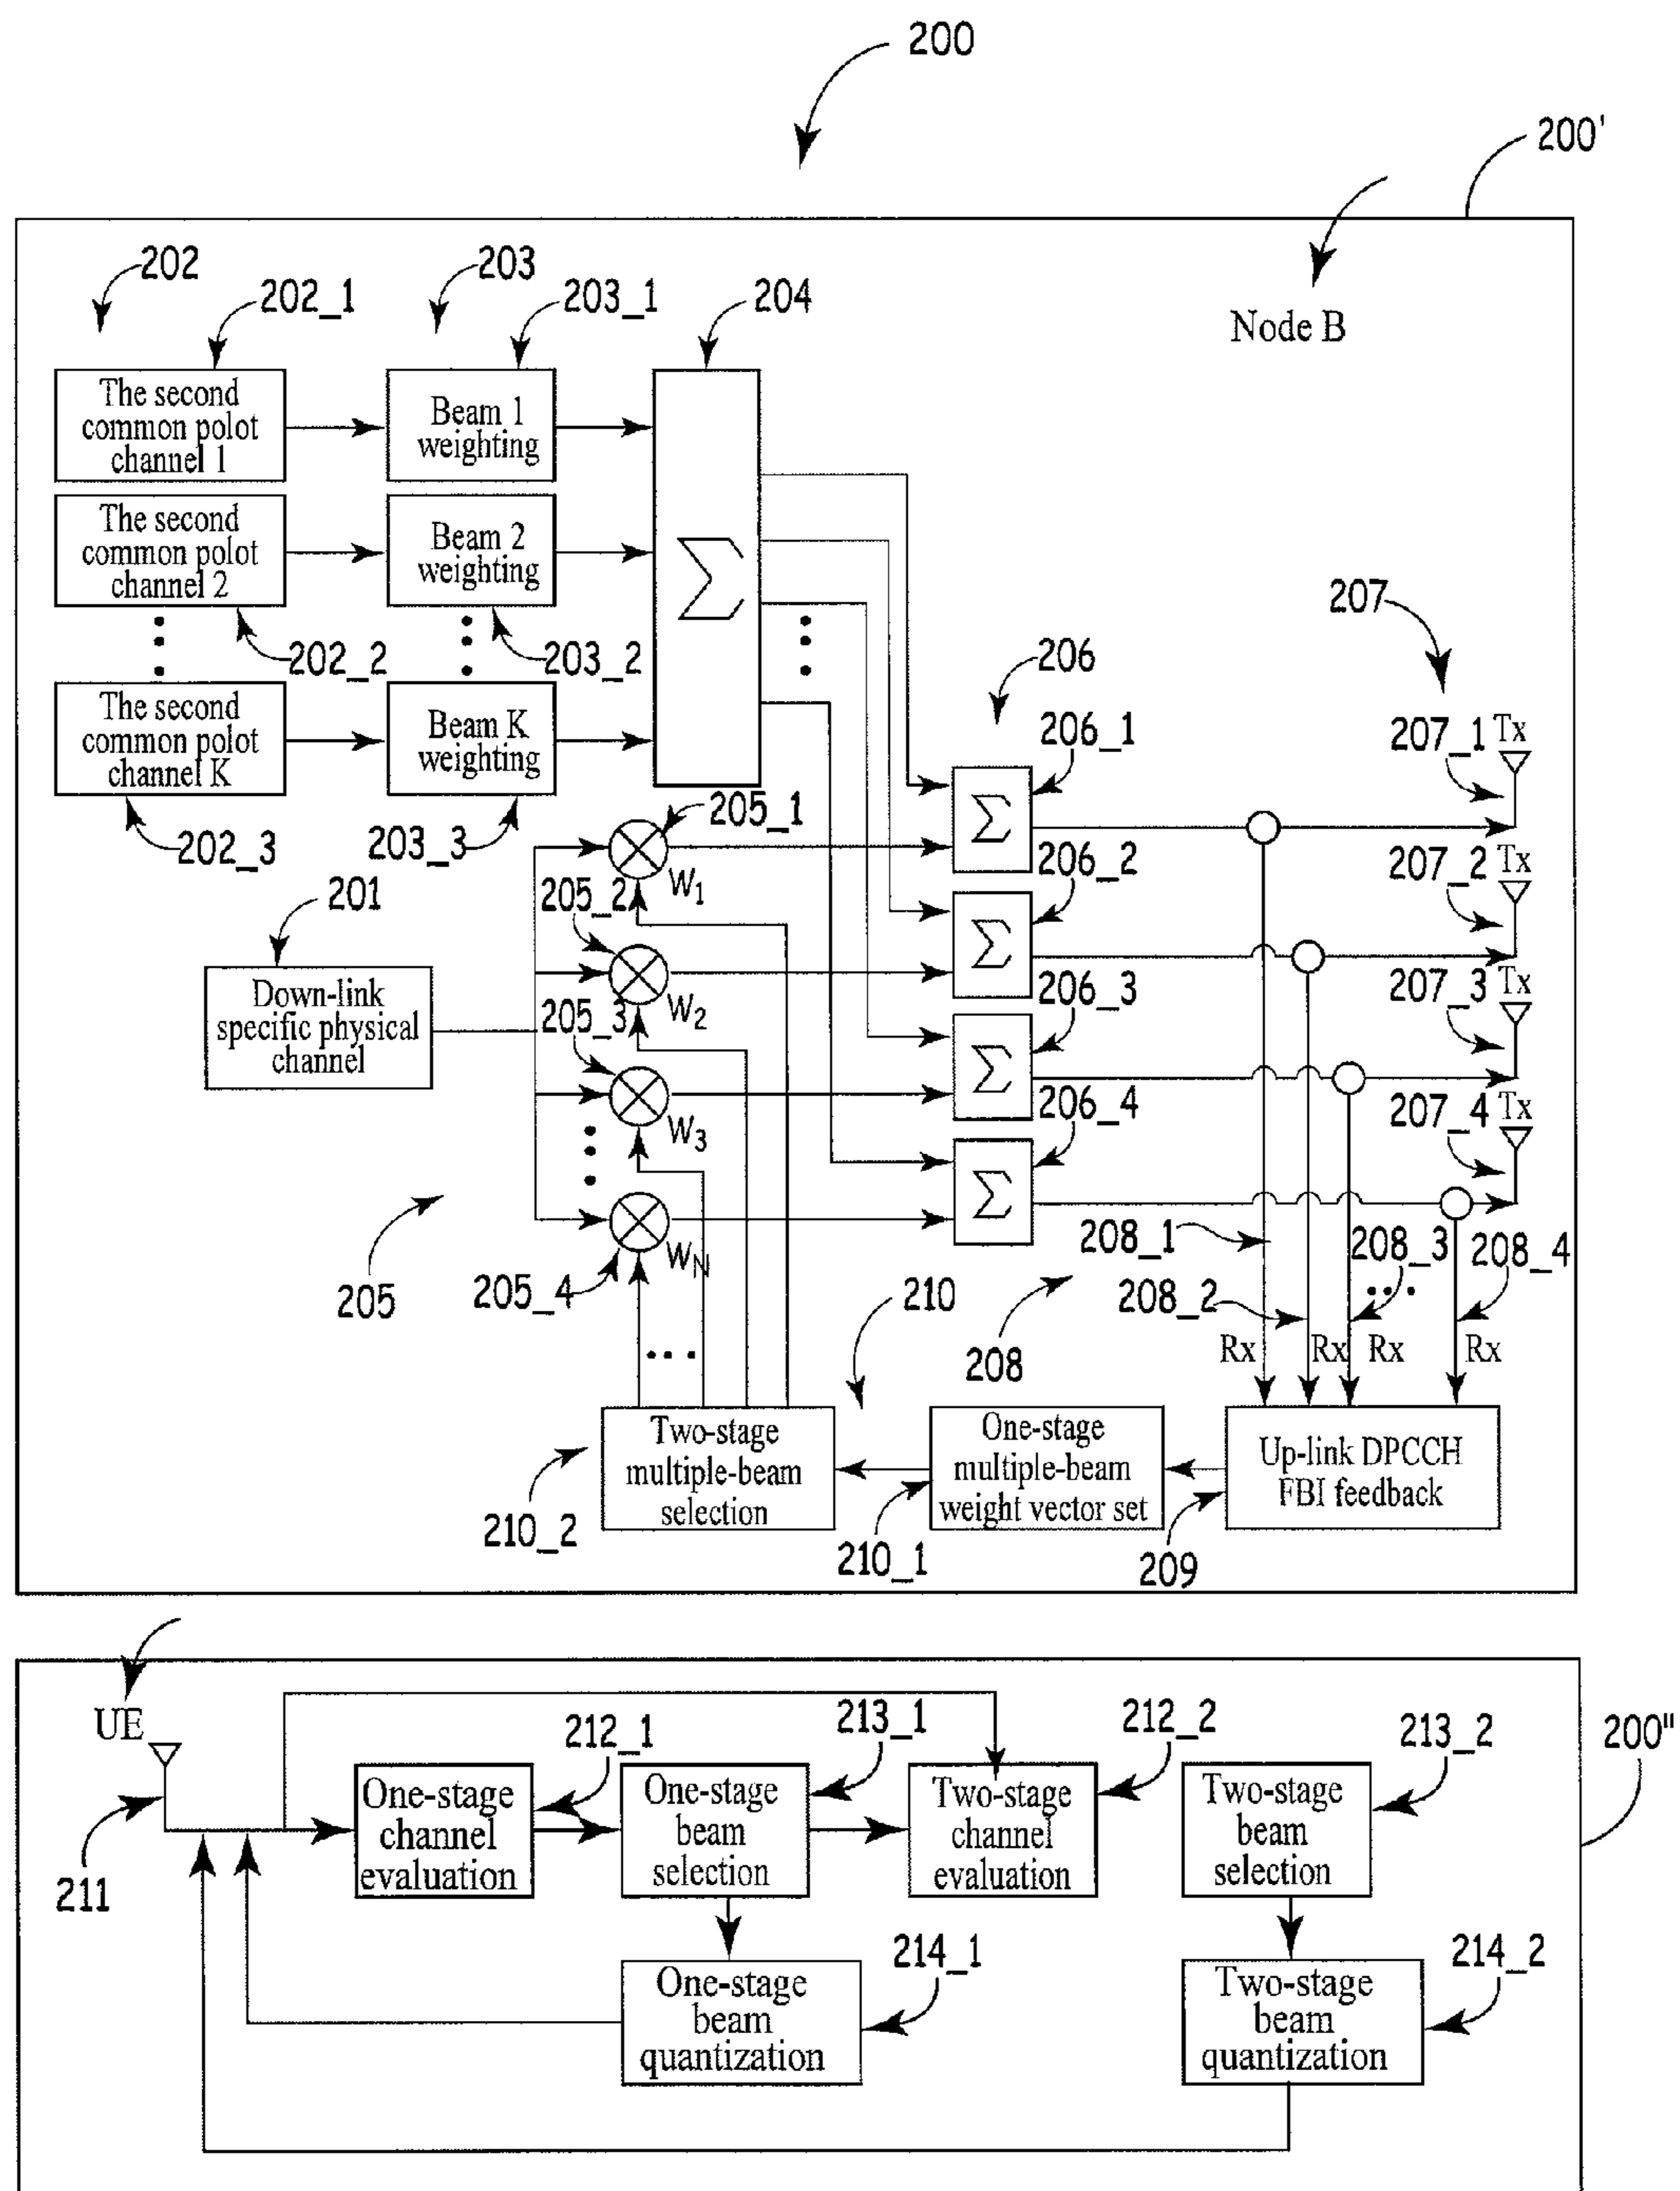 200
200'
Node B
202
202_1
203
203_1
204
The second
common polot
channel 1
Beam 1
weighting
The second
common polot
channel 2
Beam 2
weighting
Σ
202_2
203_2
The second
common polot
channel K
Beam K
weighting
202_3
203_3
206
207
206_1
207_1
Tx
Σ
205_1
W1
206_2
207_2
Tx
201
205_2
Σ
Down-link
specific physical
channel
W2
206_3
207_3
Tx
205_3
Σ
W3
206_4
207_4
Tx
Σ
205
205_4
WN
208_1
208_2
208_3
208_4
210
208
Rx
Rx
Rx
Rx
Two-stage
multiple-beam
selection
One-stage
multiple-beam
weight vector set
Up-link DPCCH
FBI feedback
210_2
210_1
209
UE
212_1
213_1
212_2
213_2
200"
One-stage
channel
evaluation
One-stage
beam
selection
Two-stage
channel
evaluation
Two-stage
beam
selection
211
214_1
214_2
One-stage
beam
quantization
Two-stage
beam
quantization